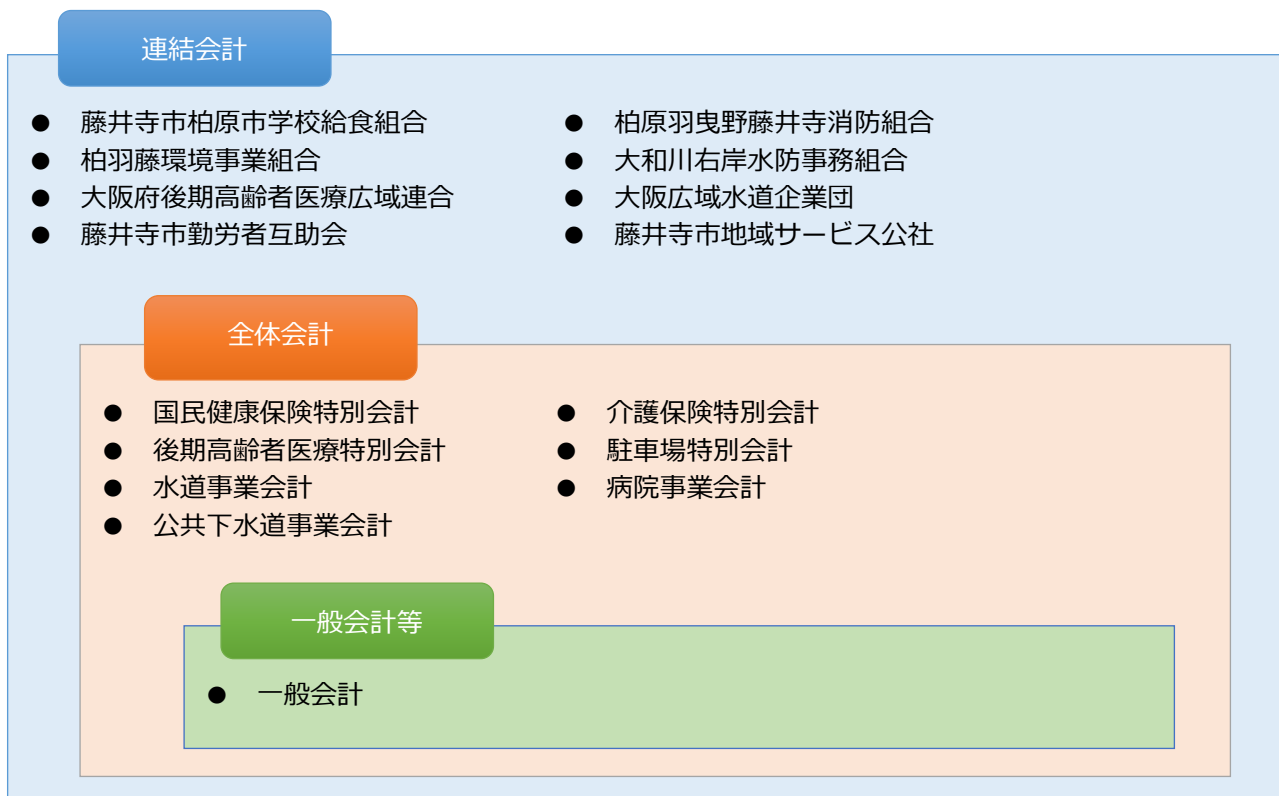 連結会計
● 藤井寺市柏原市学校給食組合
● 柏原羽曳野藤井寺消防組合
● 柏羽藤環境事業組合
● 大和川右岸水防事務組合
● 大阪府後期高齢者医療広域連合
● 大阪広域水道企業団
● 藤井寺市勤労者互助会
● 藤井寺市地域サービス公社
全体会計
● 国民健康保険特別会計
● 介護保険特別会計
● 後期高齢者医療特別会計
● 駐車場特別会計
● 水道事業会計
● 病院事業会計
● 公共下水道事業会計
一般会計等
● 一般会計